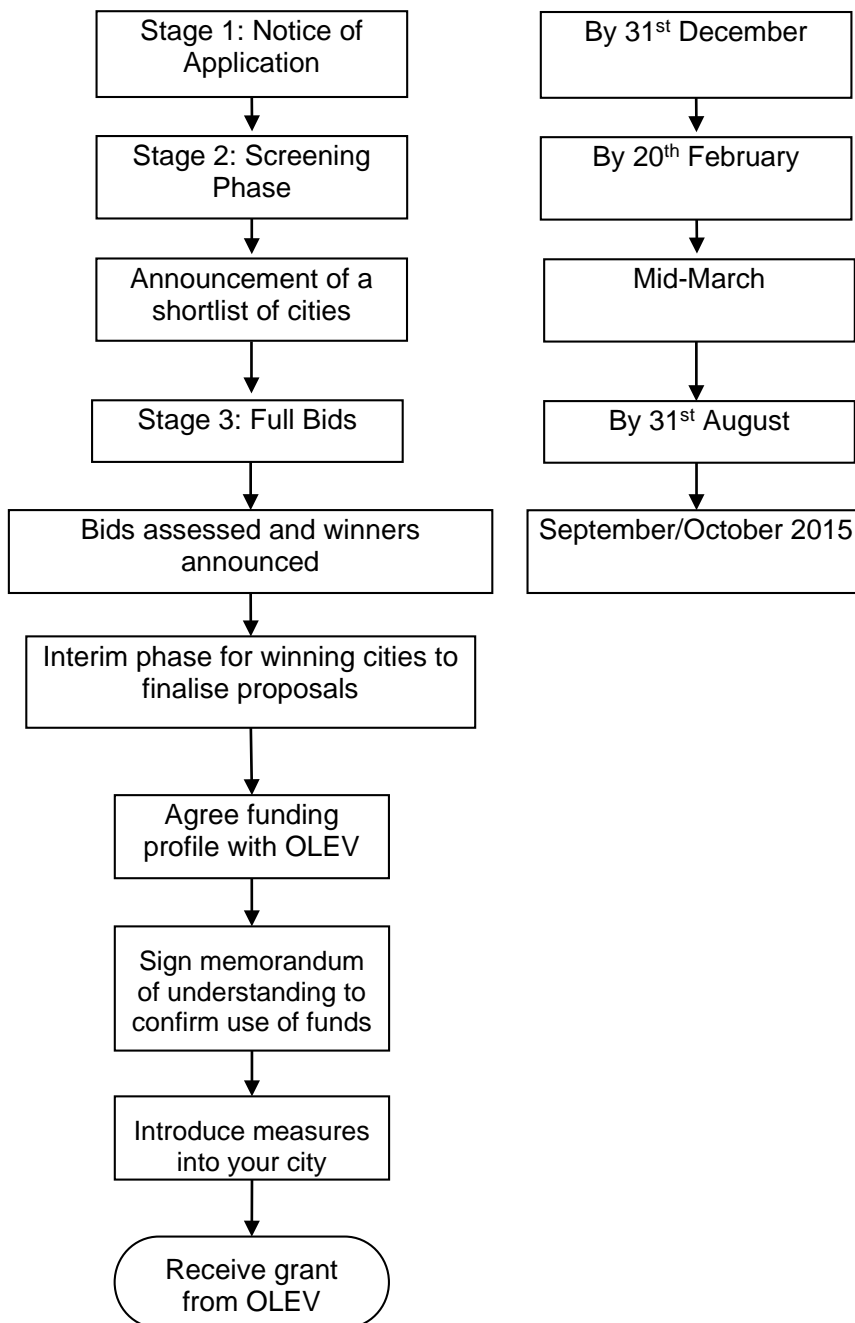 Stage 1: Notice of
Application
By 31st December
Stage 2: Screening
Phase
By 20th February
Announcement of a
shortlist of cities
Mid-March
Stage 3: Full Bids
By 31st August
Bids assessed and winners
announced
September/October 2015
Interim phase for winning cities to
finalise proposals
Agree funding
profile with OLEV
Sign memorandum
of understanding to
confirm use of funds
Introduce measures
into your city
Receive grant
from OLEV